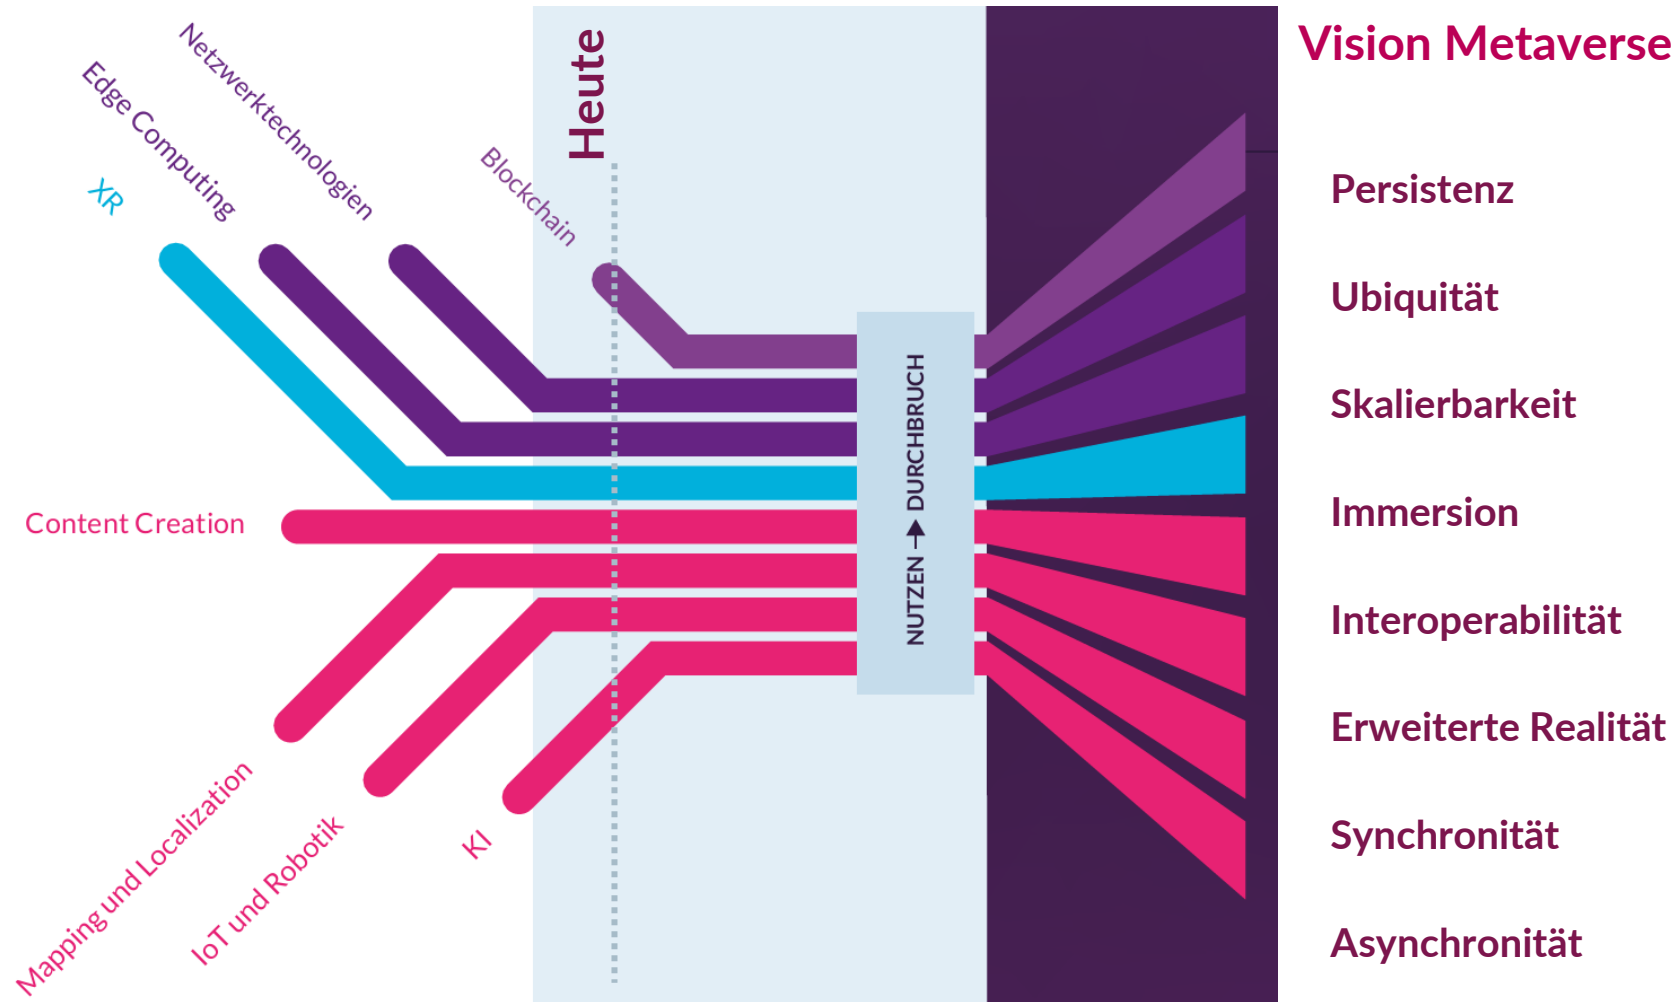 Vision Metaverse
Heute
Netzwerktechnologien
Edge Computing
XR
Blockchain
Content Creation
Mapping und Localization
IoT und Robotik
KI
NUTZEN → DURCHBRUCH
Persistenz
Ubiquität
Skalierbarkeit
Immersion
Interoperabilität
Erweiterte Realität
Synchronität
Asynchronität